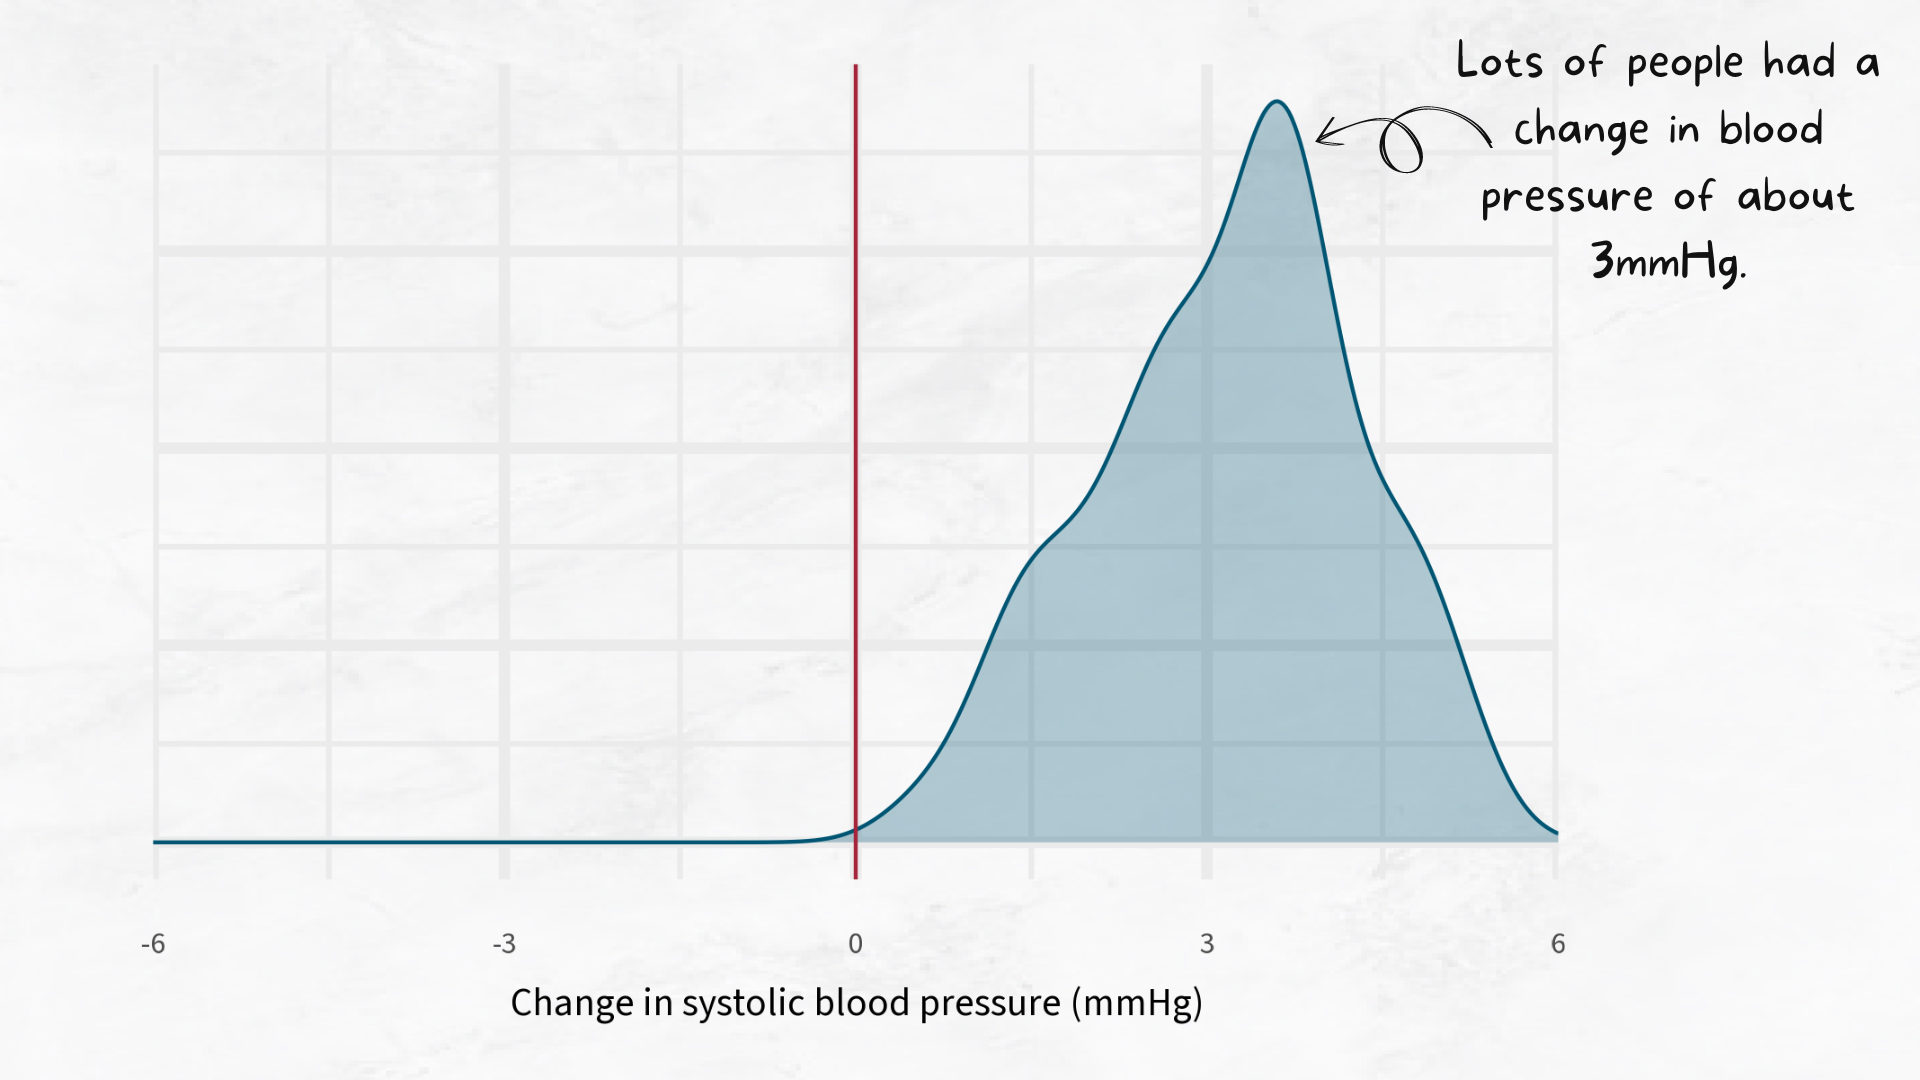 Lots of people had a
change in blood
pressure of about
3mmHg.
-6 -3 0 3 6
Change in systolic blood pressure (mmHg)